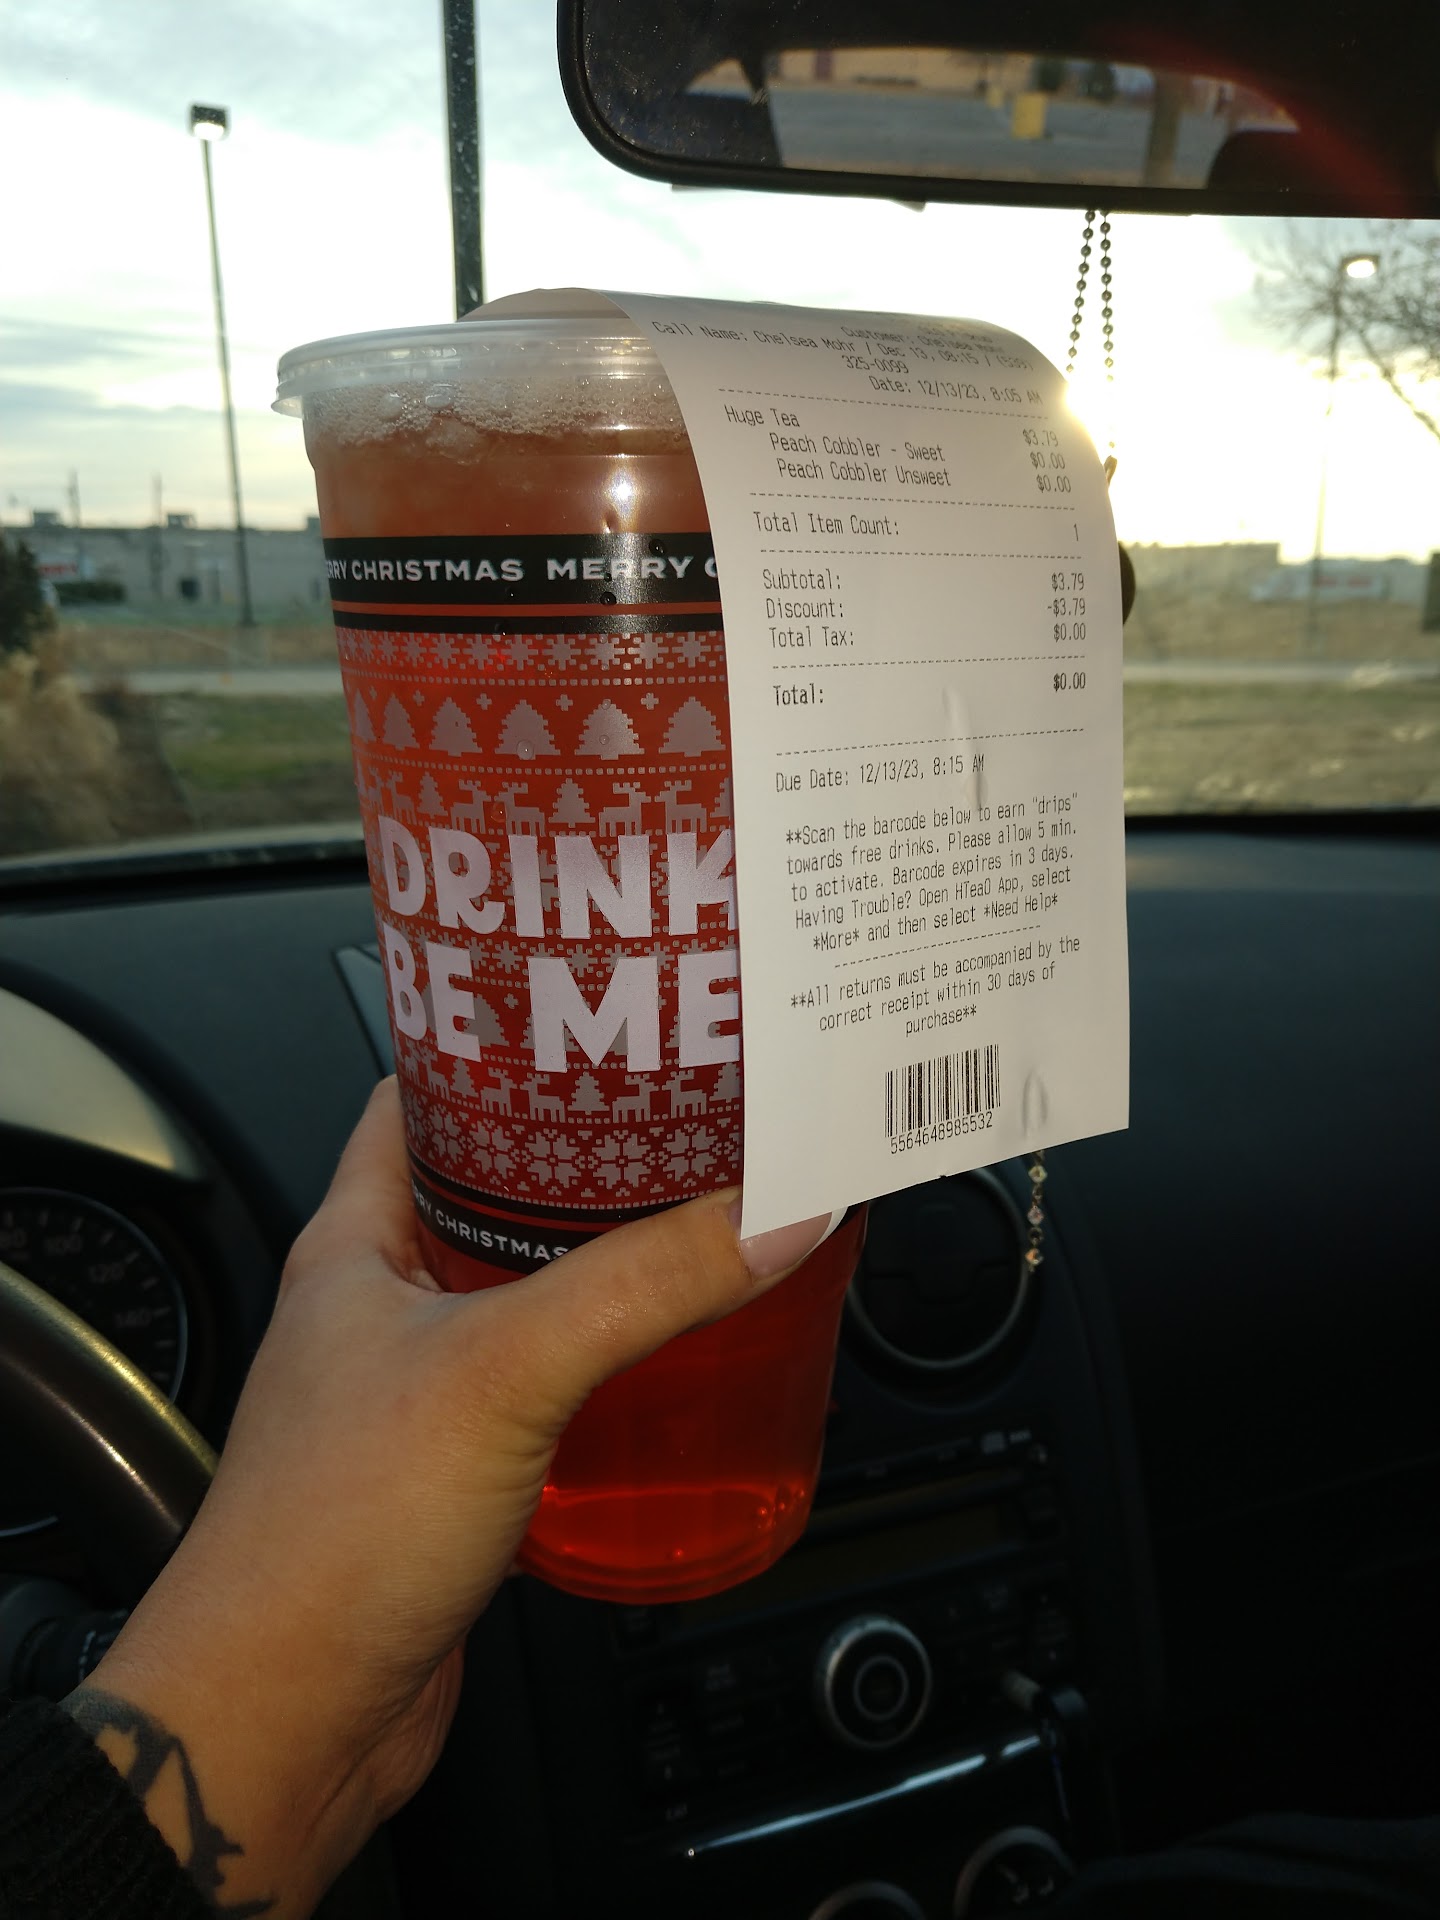 Call Name: Chelsea Mohr / Dec 13, 08:15 / (539)
325-0099
Date: 12/13/23, 8:05 AM
Huge Tea $3.79
Peach Cobbler - Sweet $0.00
Peach Cobbler Unsweet $0.00
Total Item Count: 1
Subtotal: $3.79
Discount: -$3.79
Total Tax: $0.00
Total: $0.00
Due Date: 12/13/23, 8:15 AM
**Scan the barcode below to earn "drips"
towards free drinks. Please allow 5 min.
to activate. Barcode expires in 3 days.
Having Trouble? Open HTeaO App, select
*More* and then select *Need Help*
**All returns must be accompanied by the
correct receipt within 30 days of
purchase**
5564648985532
RRY CHRISTMAS MERRY C
DRINK
BE ME
RRY CHRISTMAS
100
120
140